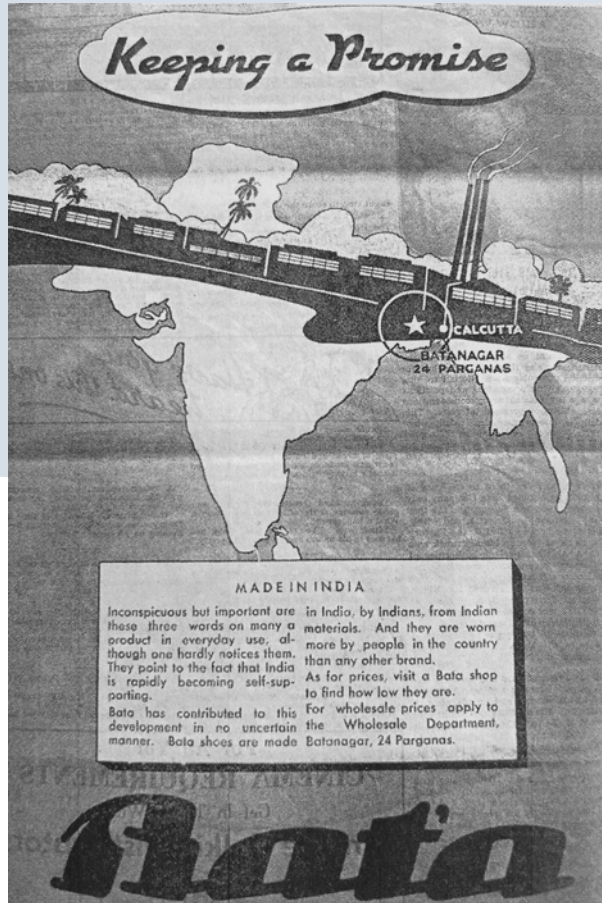 Keeping a Promise
CALCUTTA
BATANAGAR
24 PARGANAS
MADE IN INDIA
Inconspicuous but important are
these three words on many a
product in everyday use, al-
though one hardly notices them.
They point to the fact that India
is rapidly becoming self-sup-
porting.
Bata has contributed to this
development in no uncertain
manner. Bata shoes are made
in India, by Indians, from Indian
materials. And they are worn
more by people in the country
than any other brand.
As for prices, visit a Bata shop
to find how low they are.
For wholesale prices apply to
the Wholesale Department,
Batanagar, 24 Parganas.
CINEMA REQUIREMENTS
Get In
Bat'a